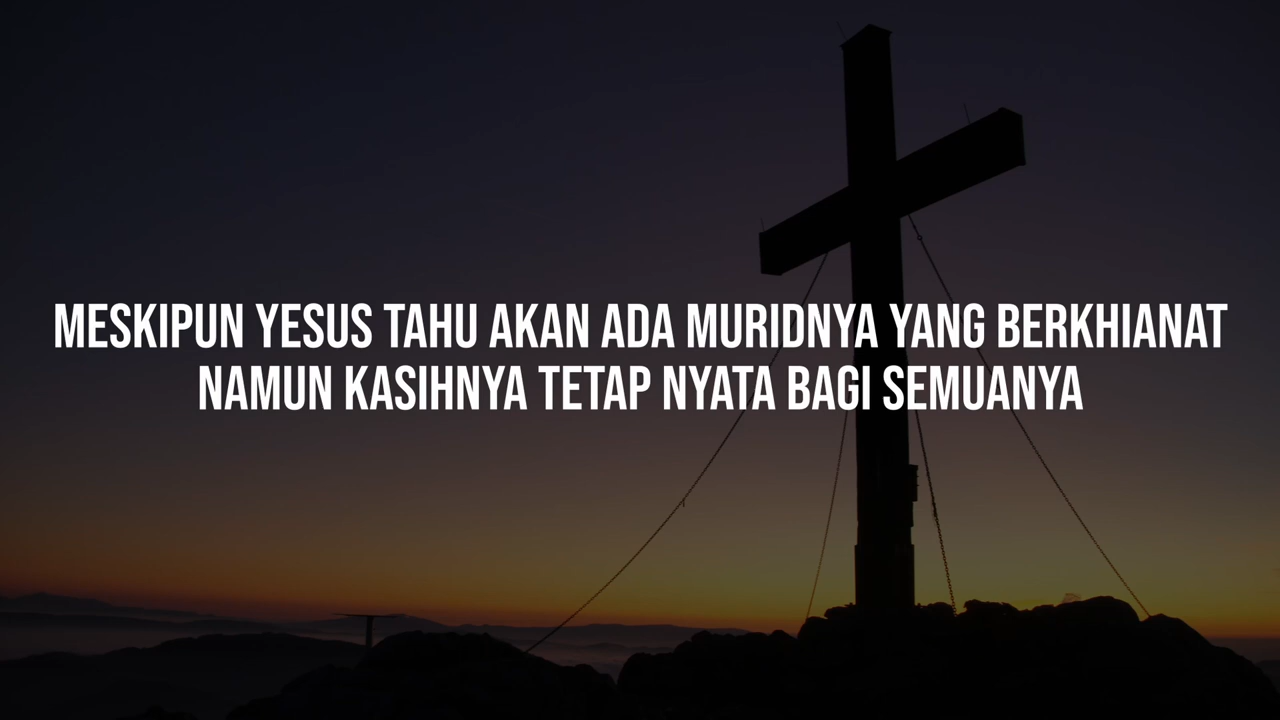 MESKIPUN YESUS TAHU AKAN ADA MURIDNYA YANG BERKHIANAT
NAMUN KASIHNYA TETAP NYATA BAGI SEMUANYA